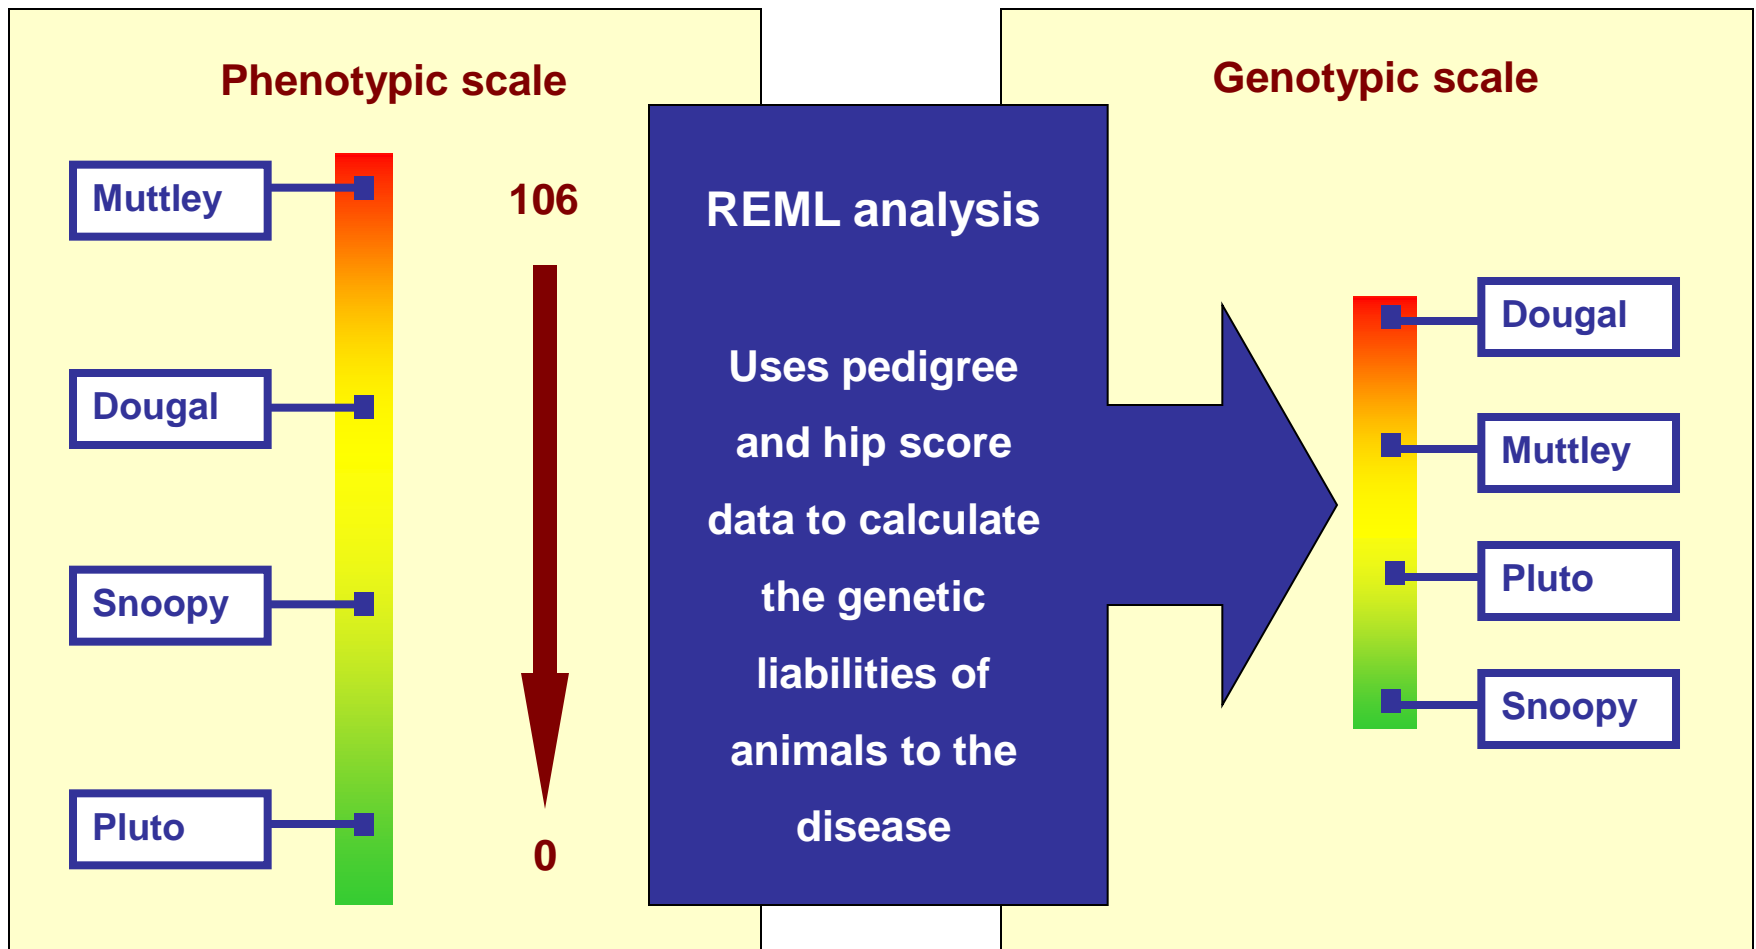 Phenotypic scale
Muttley
Dougal
Snoopy
Pluto
106
0
REML analysis
Uses pedigree
and hip score
data to calculate
the genetic
liabilities of
animals to the
disease
Genotypic scale
Dougal
Muttley
Pluto
Snoopy